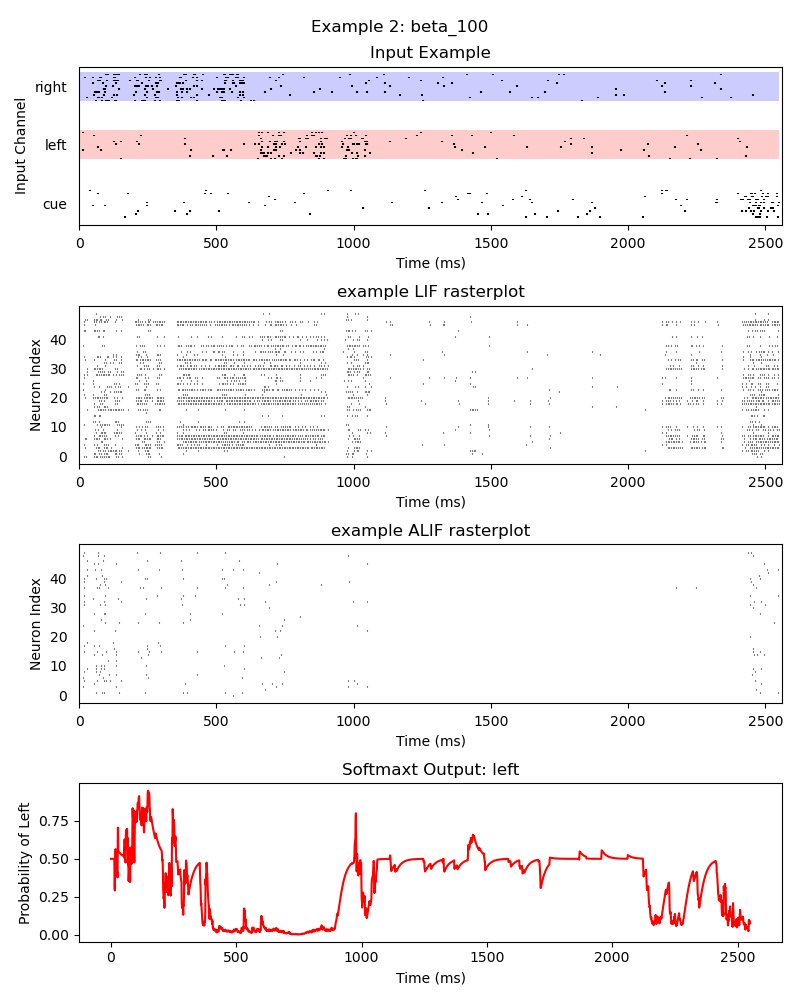 Example 2: beta_100
Input Example
Input Channel
right
left
cue
0 500 1000 1500 2000 2500
Time (ms)
example LIF rasterplot
Neuron Index
40
30
20
10
0
0 500 1000 1500 2000 2500
Time (ms)
example ALIF rasterplot
Neuron Index
40
30
20
10
0
0 500 1000 1500 2000 2500
Time (ms)
Softmaxt Output: left
Probability of Left
0.75
0.50
0.25
0.00
0 500 1000 1500 2000 2500
Time (ms)